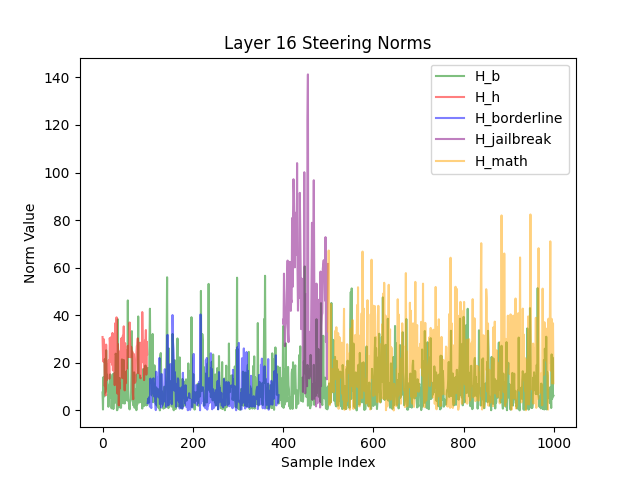 Layer 16 Steering Norms
H_b
H_h
H_borderline
H_jailbreak
H_math
Norm Value
140
120
100
80
60
40
20
0
0 200 400 600 800 1000
Sample Index